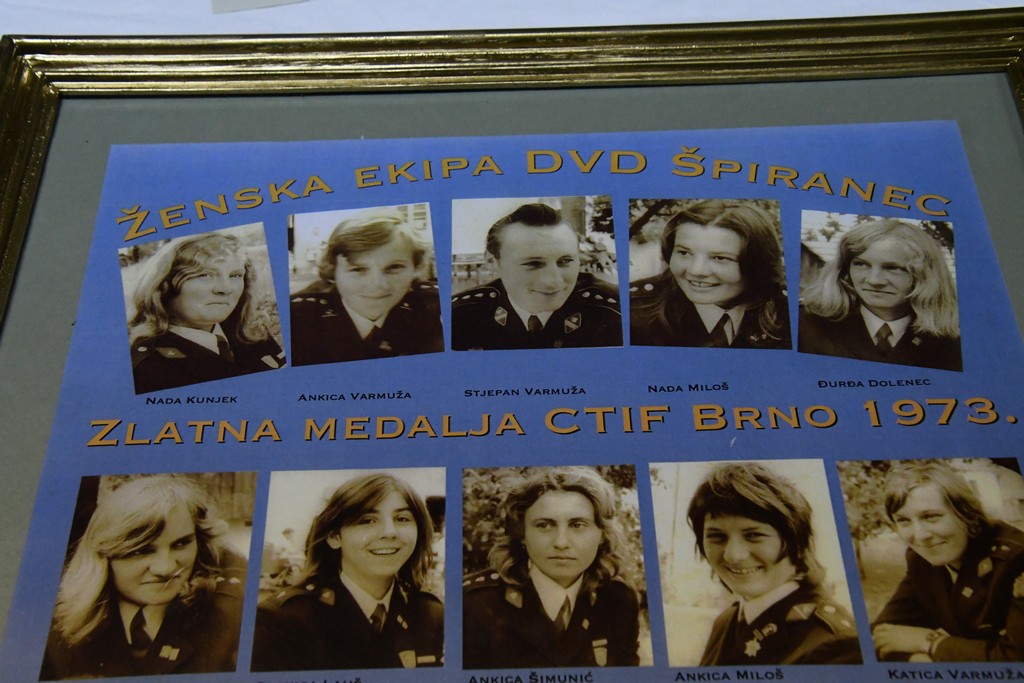 ŽENSKA EKIPA DVD ŠPIRANEC
NADA KUNJEK
ANKICA VARMUŽA
STJEPAN VARMUŽA
NADA MILOŠ
ĐURĐA DOLENEC
ZLATNA MEDALJA CTIF BRNO 1973.
ANKICA ŠIMUNIĆ
ANKICA MILOŠ
KATICA VARMUŽA